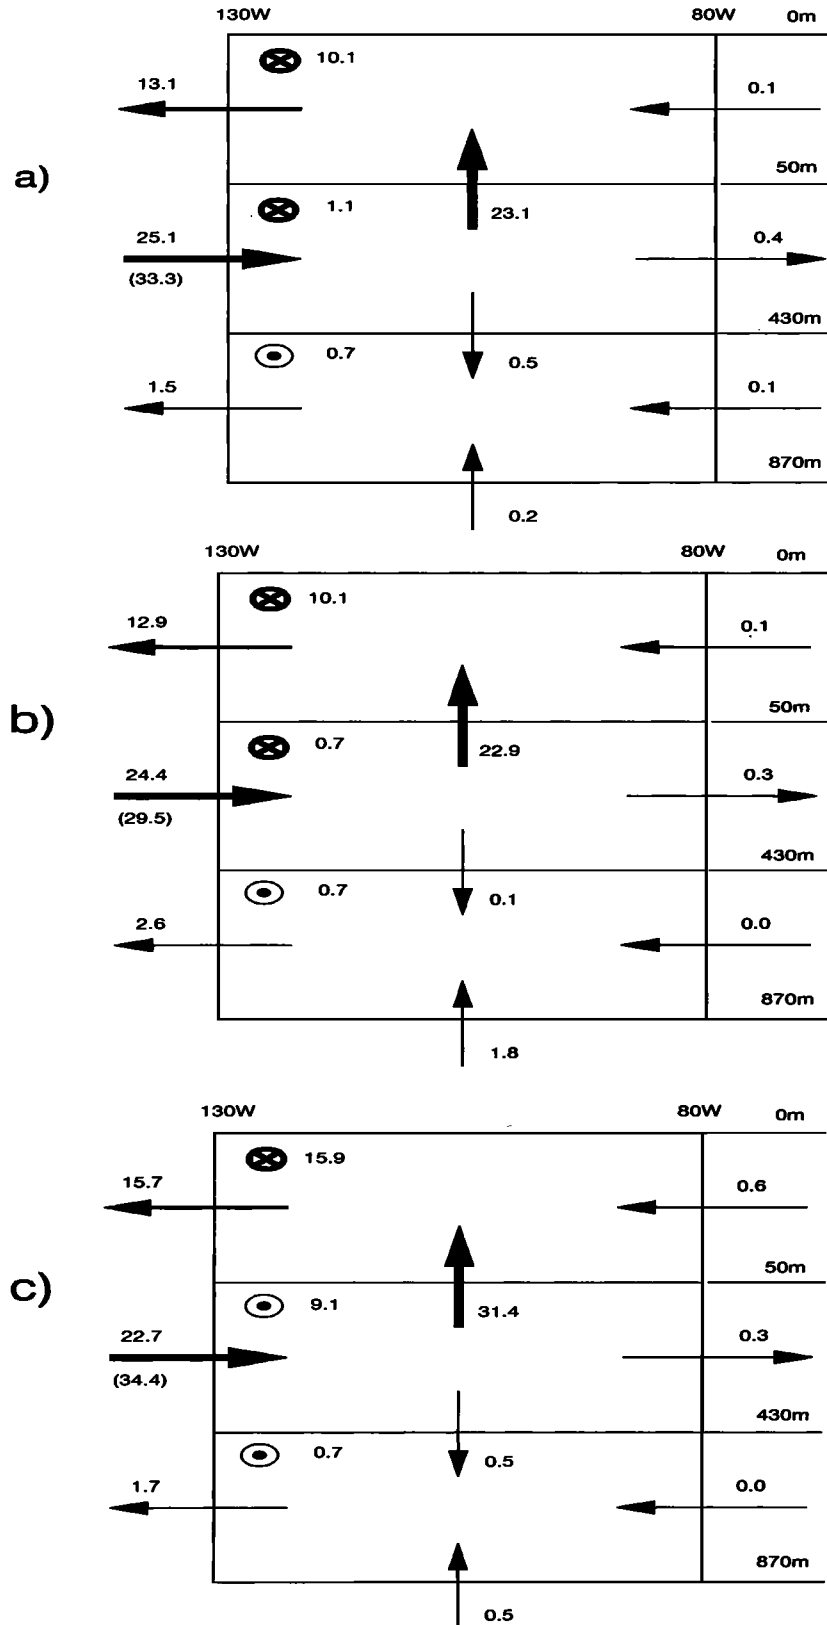 130W 80W 0m
10.1
13.1 0.1
a) 50m
1.1 23.1
25.1 0.4
(33.3)
430m
0.7 0.5
1.5 0.1
870m
0.2
130W 80W 0m
10.1
12.9 0.1
b) 50m
0.7 22.9
24.4 0.3
(29.5)
430m
0.7 0.1
2.6 0.0
870m
1.8
130W 80W 0m
15.9
15.7 0.6
c) 50m
9.1 31.4
22.7 0.3
(34.4)
430m
0.7 0.5
1.7 0.0
870m
0.5